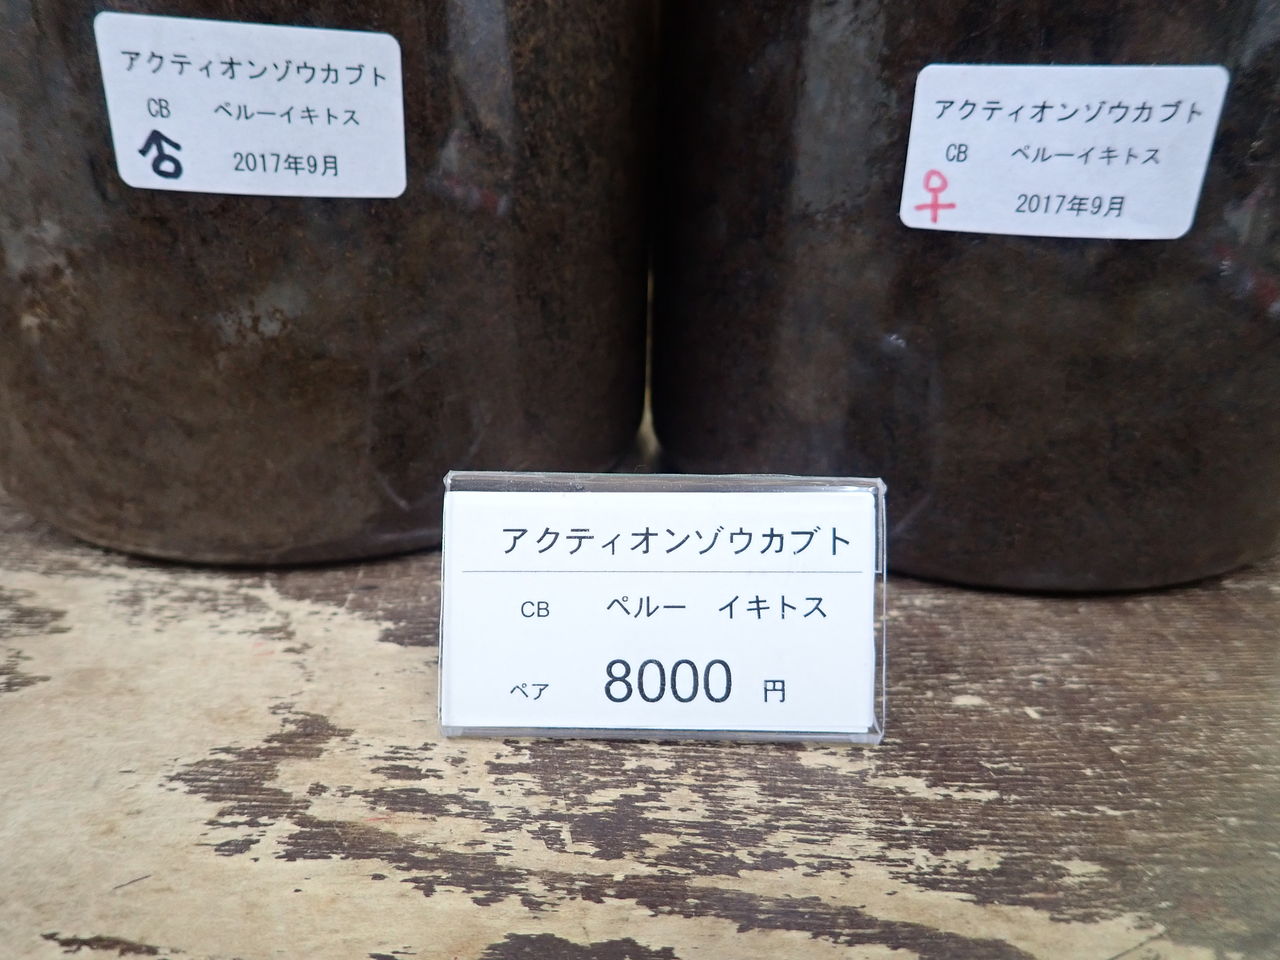 アクティオンゾウカブト
CB ペルーイキトス
♂ 2017年9月
アクティオンゾウカブト
CB ペルーイキトス
♀ 2017年9月
アクティオンゾウカブト
CB ペルー イキトス
ペア 8000 円